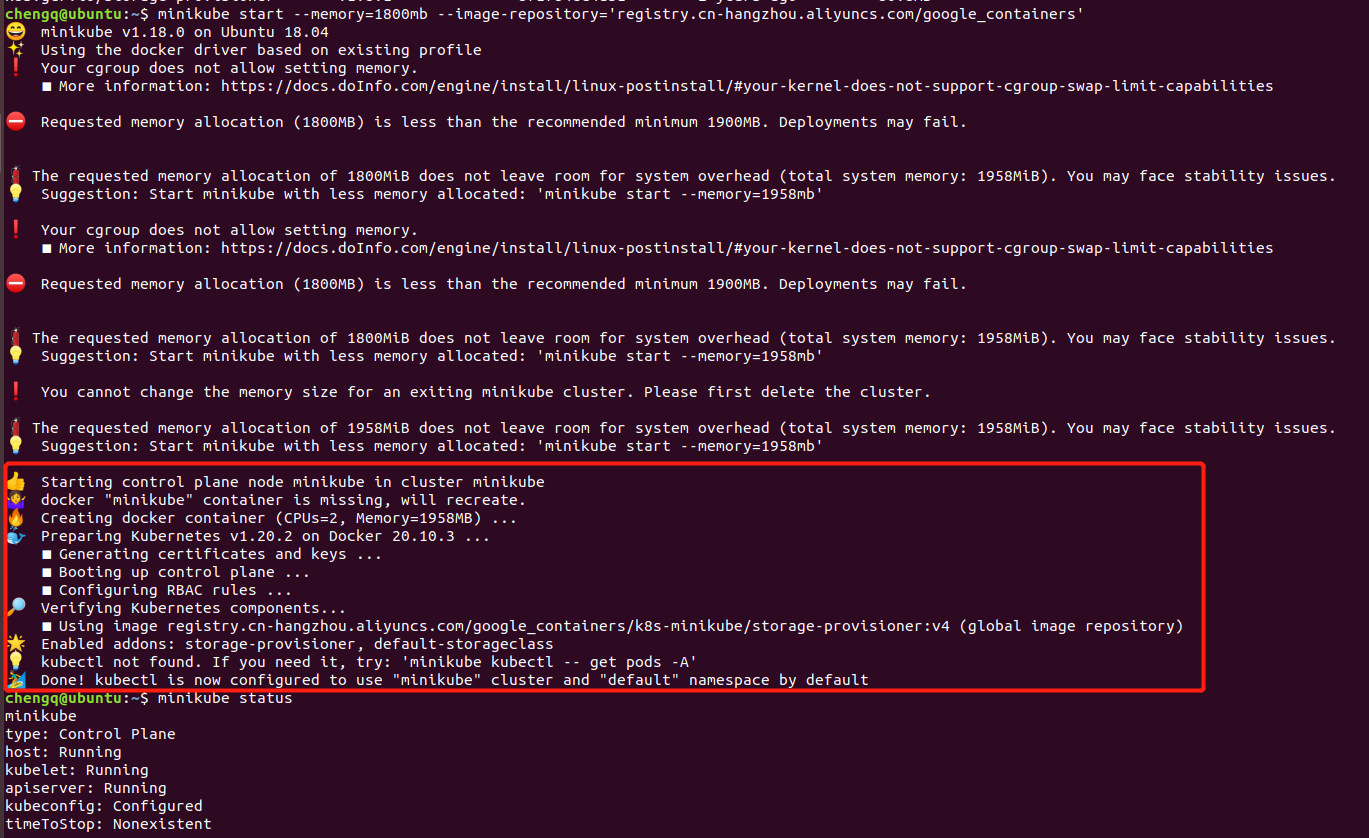 chengq@ubuntu:~$ minikube start --memory=1800mb --image-repository='registry.cn-hangzhou.aliyuncs.com/google_containers'
minikube v1.18.0 on Ubuntu 18.04
Using the docker driver based on existing profile
Your cgroup does not allow setting memory.
■ More information: https://docs.doInfo.com/engine/install/linux-postinstall/#your-kernel-does-not-support-cgroup-swap-limit-capabilities
Requested memory allocation (1800MB) is less than the recommended minimum 1900MB. Deployments may fail.
The requested memory allocation of 1800MiB does not leave room for system overhead (total system memory: 1958MiB). You may face stability issues.
Suggestion: Start minikube with less memory allocated: 'minikube start --memory=1958mb'
Your cgroup does not allow setting memory.
■ More information: https://docs.doInfo.com/engine/install/linux-postinstall/#your-kernel-does-not-support-cgroup-swap-limit-capabilities
Requested memory allocation (1800MB) is less than the recommended minimum 1900MB. Deployments may fail.
The requested memory allocation of 1800MiB does not leave room for system overhead (total system memory: 1958MiB). You may face stability issues.
Suggestion: Start minikube with less memory allocated: 'minikube start --memory=1958mb'
You cannot change the memory size for an exiting minikube cluster. Please first delete the cluster.
The requested memory allocation of 1958MiB does not leave room for system overhead (total system memory: 1958MiB). You may face stability issues.
Suggestion: Start minikube with less memory allocated: 'minikube start --memory=1958mb'
Starting control plane node minikube in cluster minikube
docker "minikube" container is missing, will recreate.
Creating docker container (CPUs=2, Memory=1958MB) ...
Preparing Kubernetes v1.20.2 on Docker 20.10.3 ...
■ Generating certificates and keys ...
■ Booting up control plane ...
■ Configuring RBAC rules ...
Verifying Kubernetes components...
■ Using image registry.cn-hangzhou.aliyuncs.com/google_containers/k8s-minikube/storage-provisioner:v4 (global image repository)
Enabled addons: storage-provisioner, default-storageclass
kubectl not found. If you need it, try: 'minikube kubectl -- get pods -A'
Done! kubectl is now configured to use "minikube" cluster and "default" namespace by default
chengq@ubuntu:~$ minikube status
minikube
type: Control Plane
host: Running
kubelet: Running
apiserver: Running
kubeconfig: Configured
timeToStop: Nonexistent